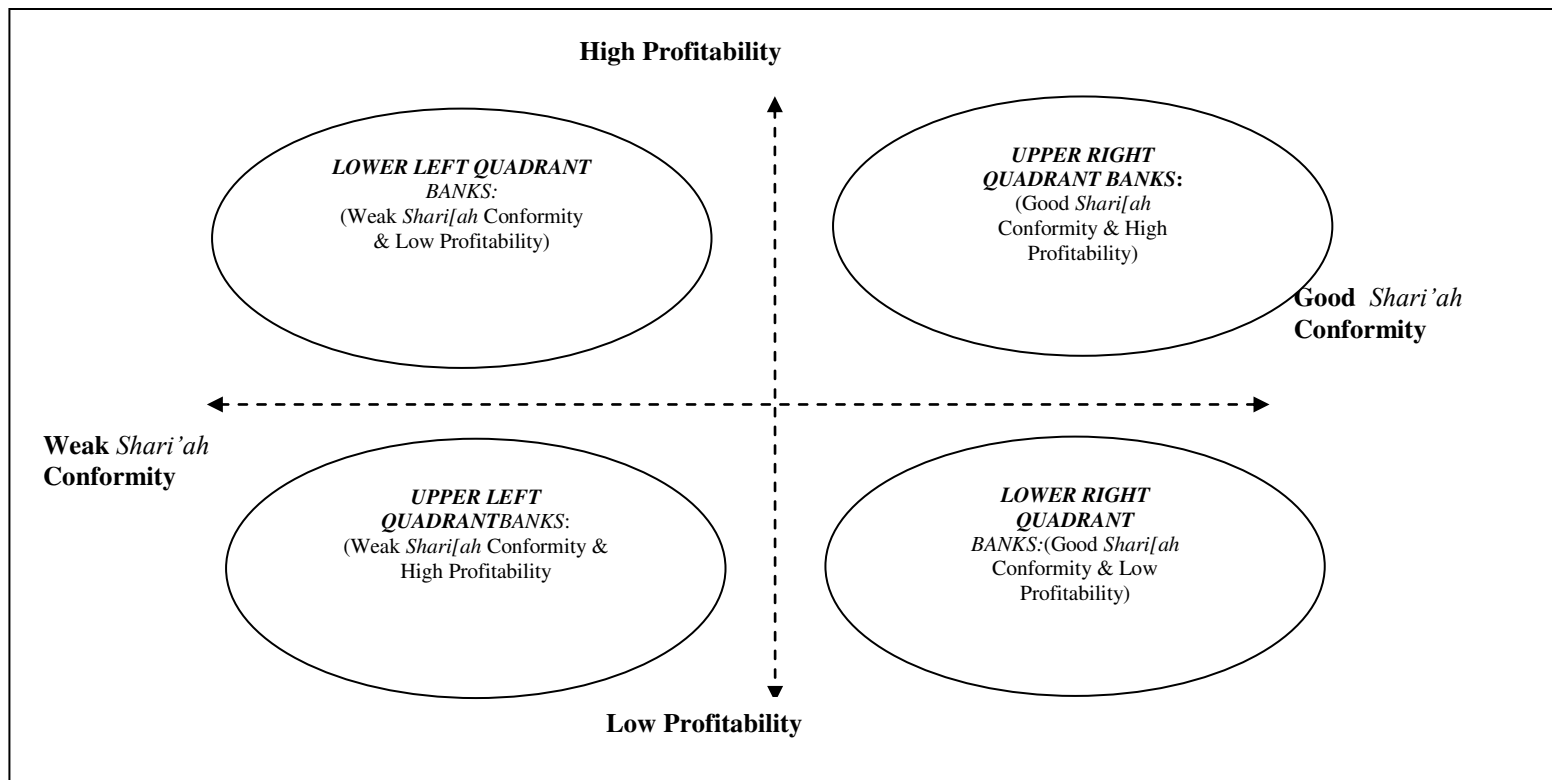 High Profitability
LOWER LEFT QUADRANT
BANKS:
(Weak Shari[ah Conformity
& Low Profitability)
UPPER RIGHT
QUADRANT BANKS:
(Good Shari[ah
Conformity & High
Profitability)
Good Shari’ah
Conformity
Weak Shari’ah
Conformity
UPPER LEFT
QUADRANTBANKS:
(Weak Shari[ah Conformity &
High Profitability
LOWER RIGHT
QUADRANT
BANKS:(Good Shari[ah
Conformity & Low
Profitability)
Low Profitability